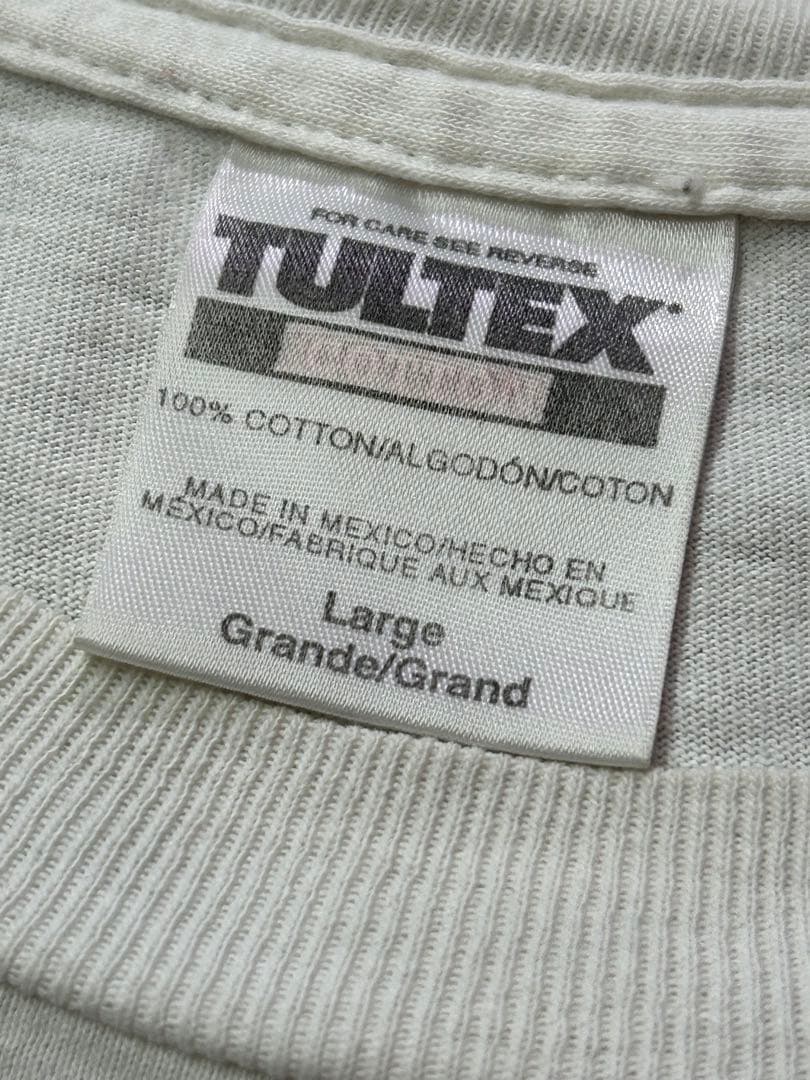 FOR CARE SEE REVERSE
TULTEX
100% COTTON/ALGODÓN/COTON
MADE IN MEXICO/HECHO EN
MEXICO/FABRIQUE AUX MEXIQUE
Large
Grande/Grand